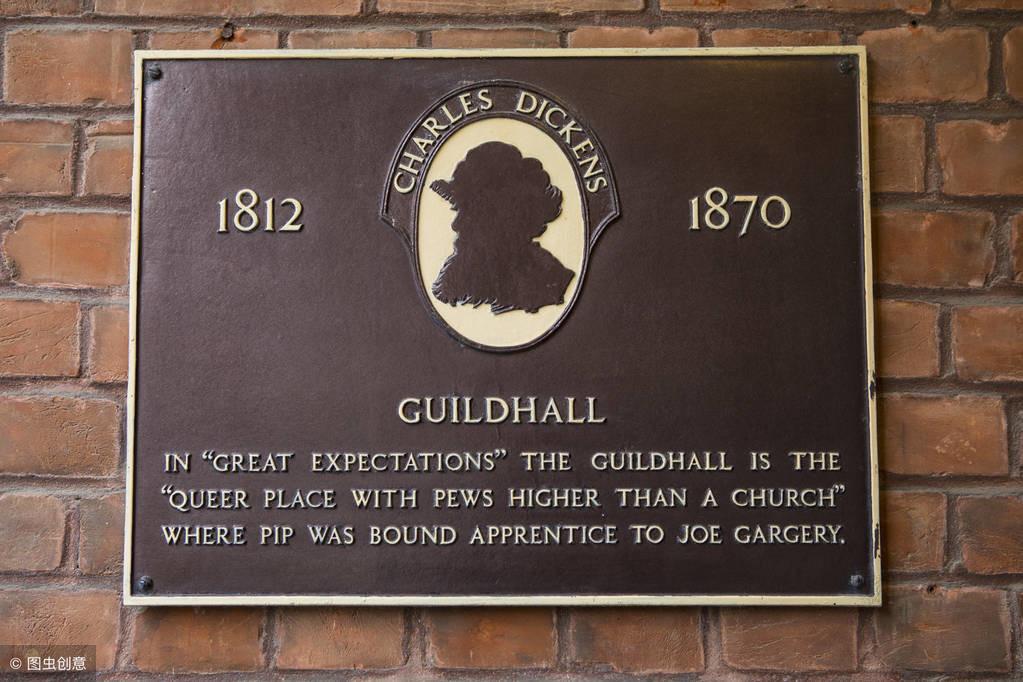 CHARLES DICKENS
1812
1870
GUILDHALL
IN “GREAT EXPECTATIONS” THE GUILDHALL IS THE
“QUEER PLACE WITH PEWS HIGHER THAN A CHURCH”
WHERE PIP WAS BOUND APPRENTICE TO JOE GARGERY.
© 图虫创意